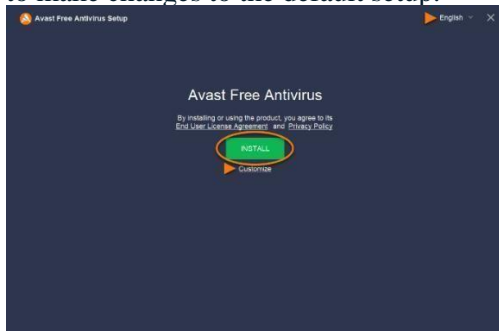 to make changes to the default setup.
Avast Free Antivirus Setup
English
Avast Free Antivirus
By installing or using the product, you agree to its
End User License Agreement and Privacy Policy
INSTALL
Customize